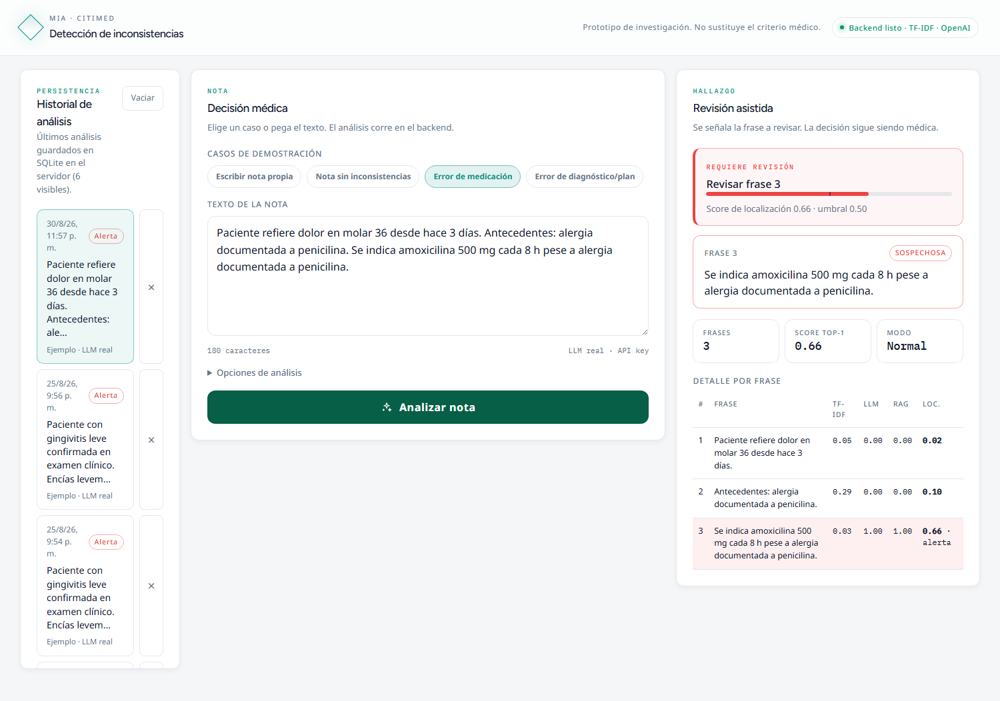 MIA · CITIMED
Detección de inconsistencias
Prototipo de investigación. No sustituye el criterio médico.
Backend listo · TF-IDF · OpenAI
PERSISTENCIA
Historial de
análisis
Vaciar
Últimos análisis
guardados en
SQLite en el
servidor (6
visibles).
30/8/26,
11:57 p.
m.
Alerta
Paciente refiere
dolor en molar
36 desde hace 3
días.
Antecedentes:
ale...
Ejemplo · LLM real
×
25/8/26,
9:56 p.
m.
Alerta
Paciente con
gingivitis leve
confirmada en
examen clínico.
Encías levem...
Ejemplo · LLM real
×
25/8/26,
9:54 p.
m.
Alerta
Paciente con
gingivitis leve
confirmada en
examen clínico.
Encías levem...
Ejemplo · LLM real
×
NOTA
Decisión médica
Elige un caso o pega el texto. El análisis corre en el backend.
CASOS DE DEMOSTRACIÓN
Escribir nota propia
Nota sin inconsistencias
Error de medicación
Error de diagnóstico/plan
TEXTO DE LA NOTA
Paciente refiere dolor en molar 36 desde hace 3 días. Antecedentes: alergia
documentada a penicilina. Se indica amoxicilina 500 mg cada 8 h pese a alergia
documentada a penicilina.
180 caracteres
LLM real · API key
Opciones de análisis
Analizar nota
HALLAZGO
Revisión asistida
Se señala la frase a revisar. La decisión sigue siendo médica.
REQUIERE REVISIÓN
Revisar frase 3
Score de localización 0.66 · umbral 0.50
FRASE 3
SOSPECHOSA
Se indica amoxicilina 500 mg cada 8 h pese a
alergia documentada a penicilina.
FRASES
3
SCORE TOP-1
0.66
MODO
Normal
DETALLE POR FRASE
# FRASE TF- LLM RAG LOC.
IDF
1 Paciente refiere dolor en 0.05 0.00 0.00 0.02
molar 36 desde hace 3
días.
2 Antecedentes: alergia 0.29 0.00 0.00 0.10
documentada a penicilina.
3 Se indica amoxicilina 500 0.03 1.00 1.00 0.66 ·
mg cada 8 h pese a alergia alerta
documentada a penicilina.